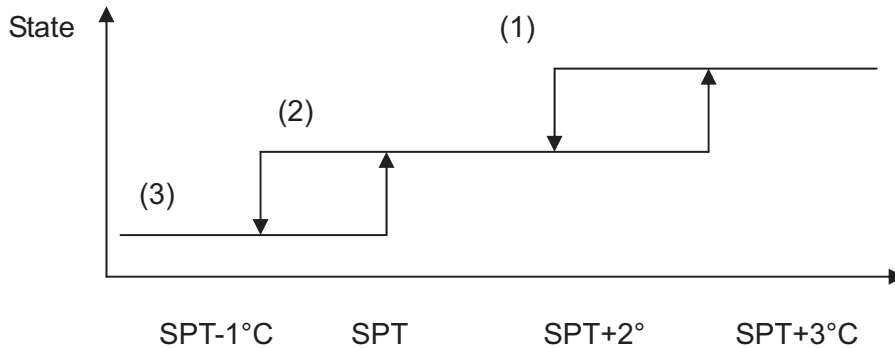 State
(1)
(2)
(3)
SPT-1°C SPT SPT+2° SPT+3°C